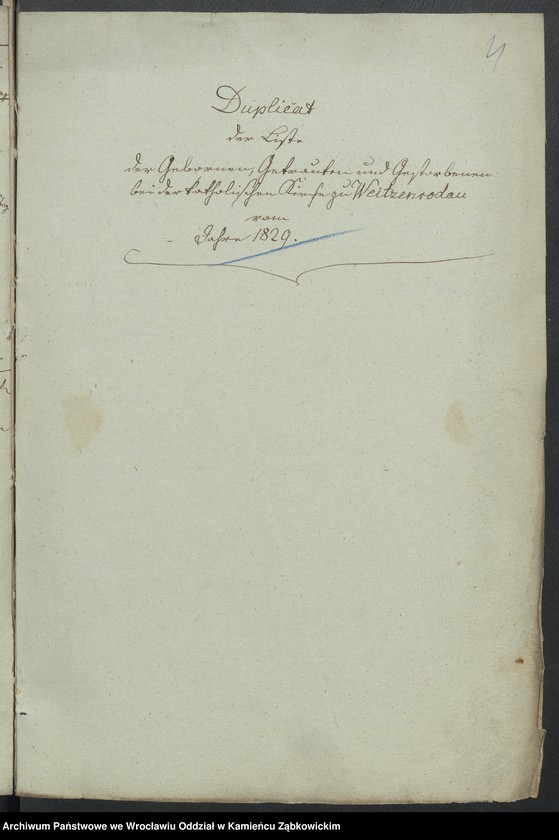 4
Duplicat
der Liste
der Gebornen, Getrauten und Gestorbenen
bei der katholischen Kirche zu Weitzenrodau
vom
Jahre 1829.
Archiwum Państwowe we Wrocławiu Oddział w Kamieńcu Ząbkowickim